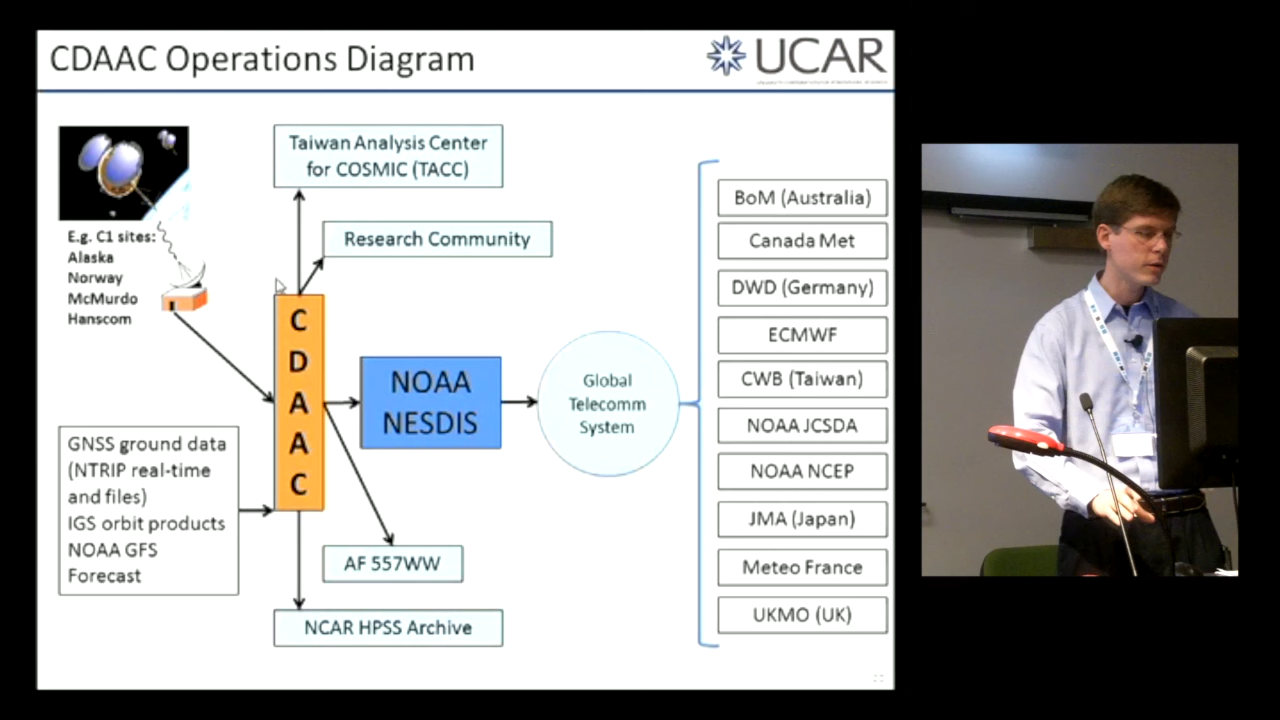 CDAAC Operations Diagram
UCAR
Taiwan Analysis Center
for COSMIC (TACC)
Research Community
E.g. C1 sites:
Alaska
Norway
McMurdo
Hanscom
C
D
A
A
C
GNSS ground data
(NTRIP real-time
and files)
IGS orbit products
NOAA GFS
Forecast
NOAA
NESDIS
Global
Telecomm
System
AF 557WW
NCAR HPSS Archive
BoM (Australia)
Canada Met
DWD (Germany)
ECMWF
CWB (Taiwan)
NOAA JCSDA
NOAA NCEP
JMA (Japan)
Meteo France
UKMO (UK)